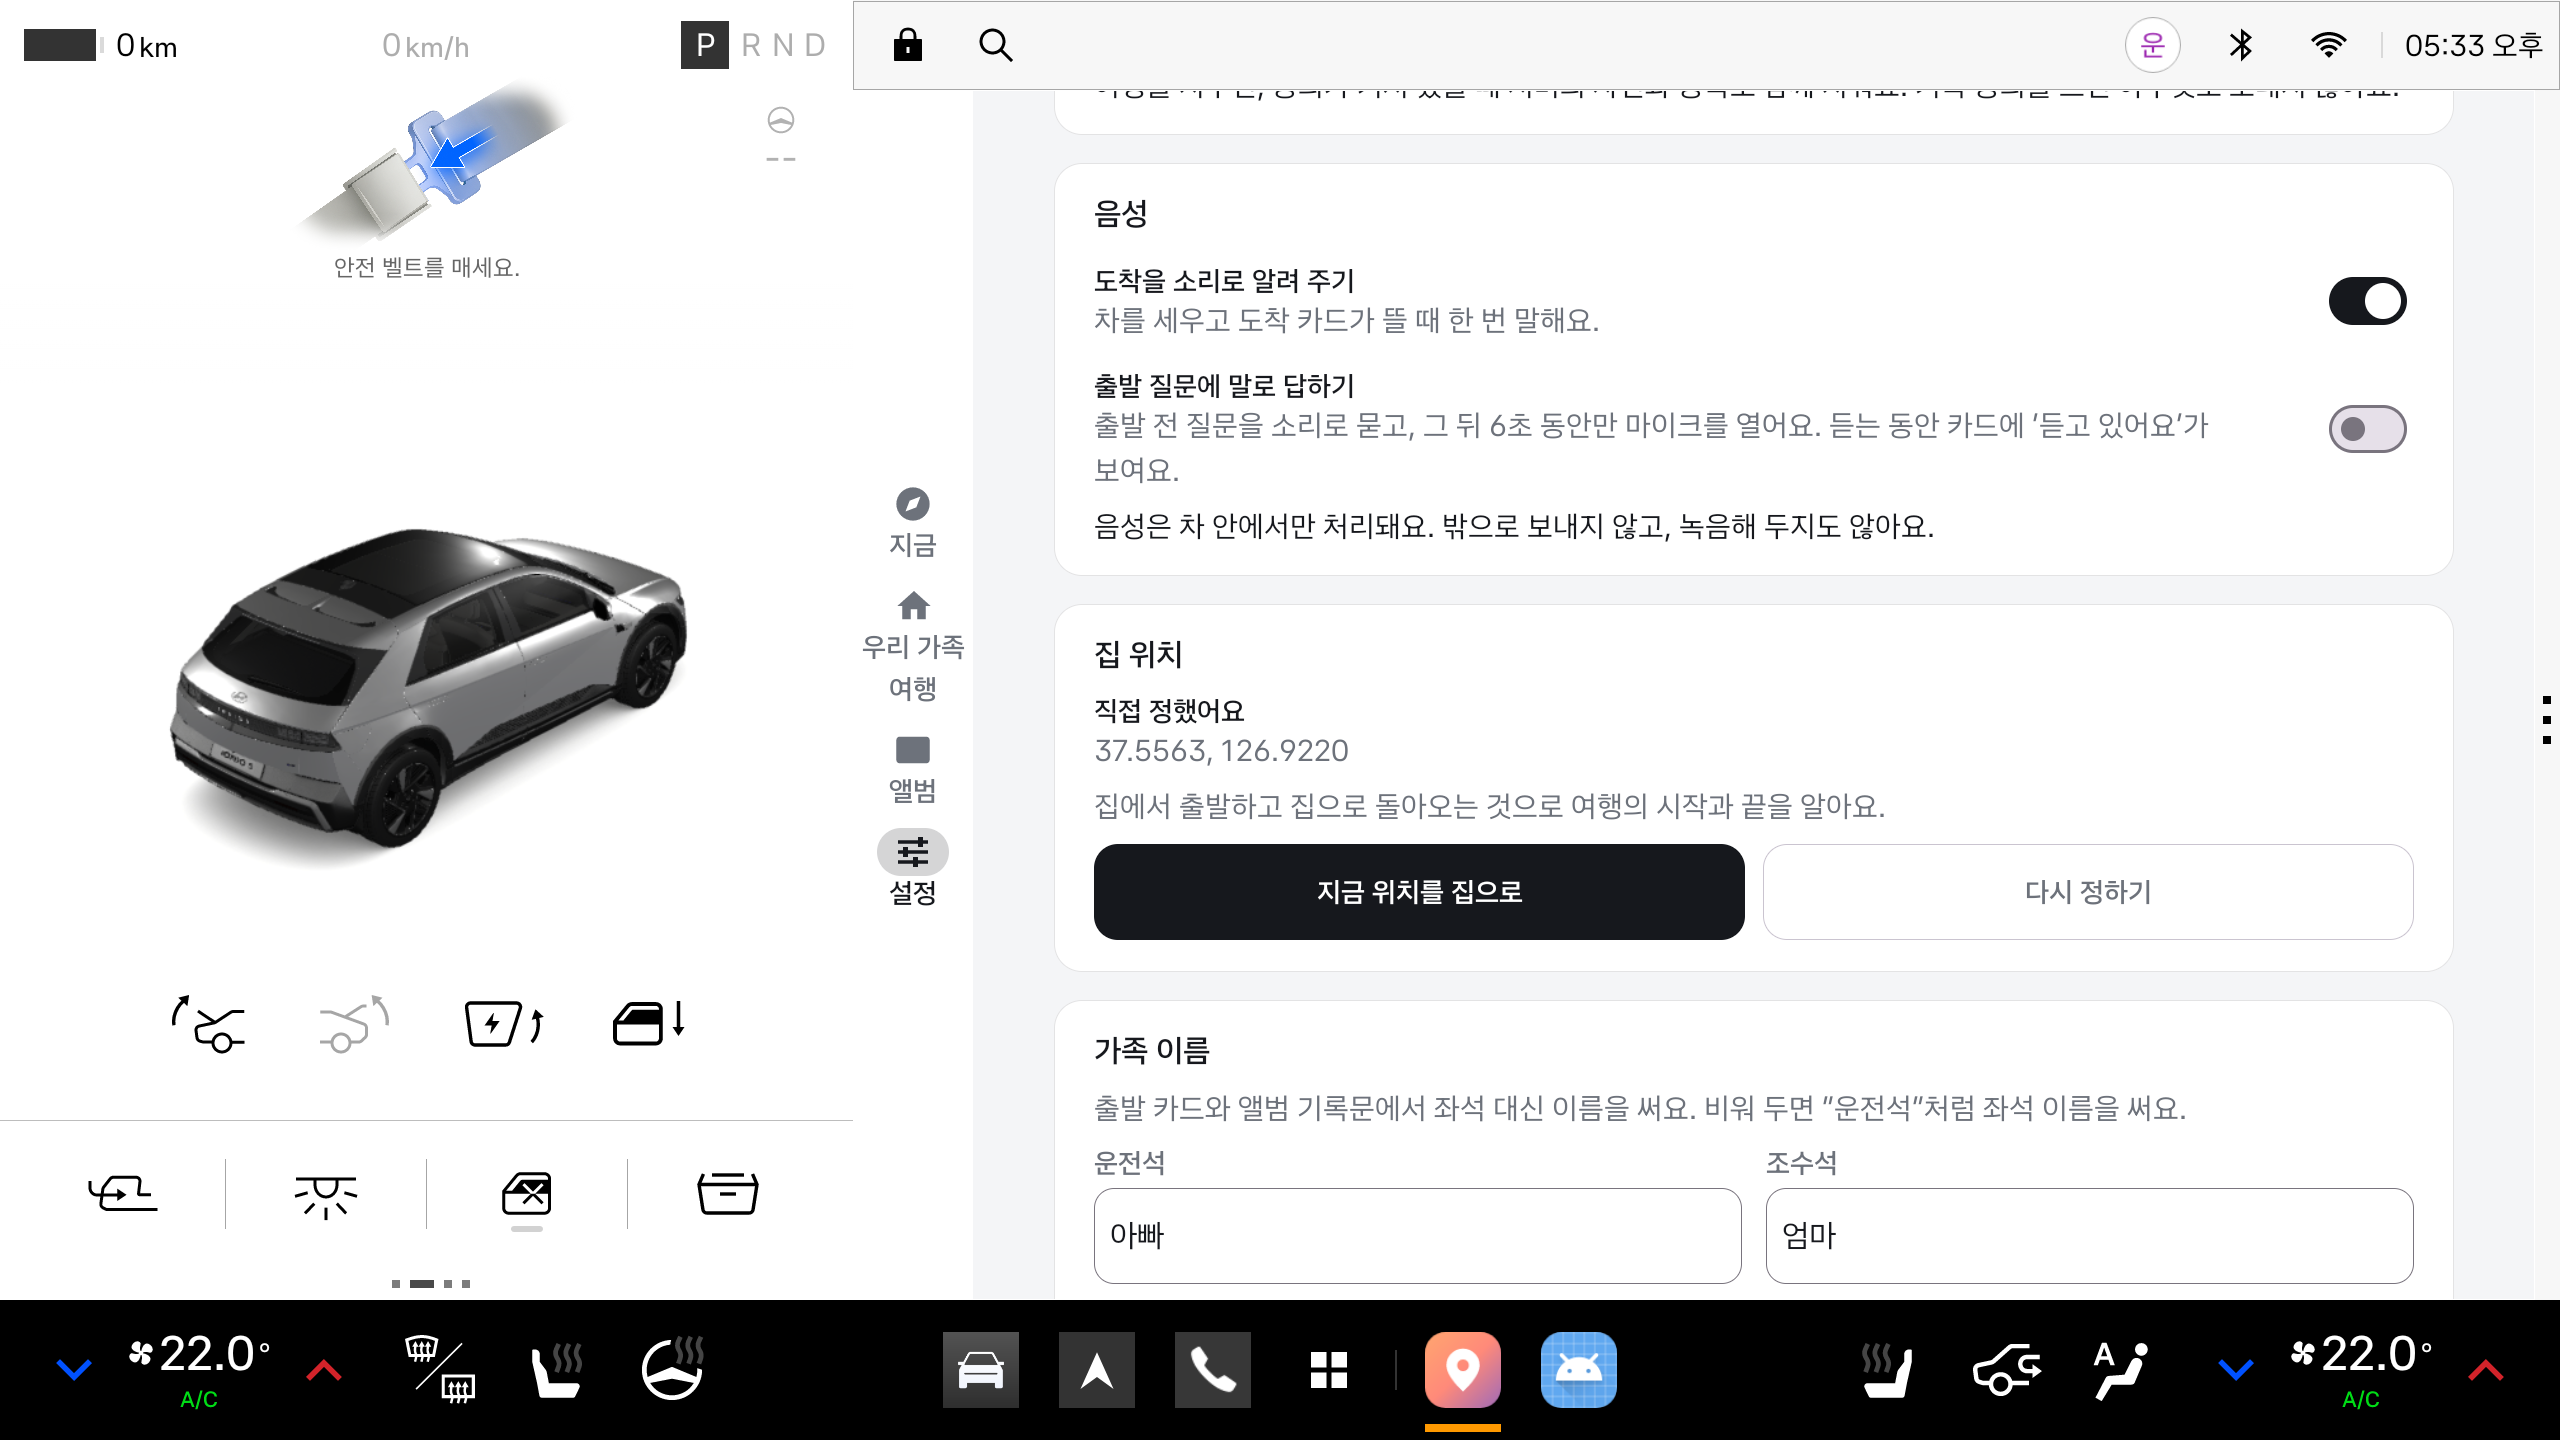 0 km
0 km/h
P R N D
05:33 오후
운
안전 벨트를 매세요.
지금
우리 가족
여행
앨범
설정
음성
도착을 소리로 알려 주기
차를 세우고 도착 카드가 뜰 때 한 번 말해요.
출발 질문에 말로 답하기
출발 전 질문을 소리로 묻고, 그 뒤 6초 동안만 마이크를 열어요. 듣는 동안 카드에 ‘듣고 있어요’가
보여요.
음성은 차 안에서만 처리돼요. 밖으로 보내지 않고, 녹음해 두지도 않아요.
집 위치
직접 정했어요
37.5563, 126.9220
집에서 출발하고 집으로 돌아오는 것으로 여행의 시작과 끝을 알아요.
지금 위치를 집으로
다시 정하기
가족 이름
출발 카드와 앨범 기록문에서 좌석 대신 이름을 써요. 비워 두면 “운전석”처럼 좌석 이름을 써요.
운전석
조수석
아빠
엄마
22.0°
A/C
A
22.0°
A/C